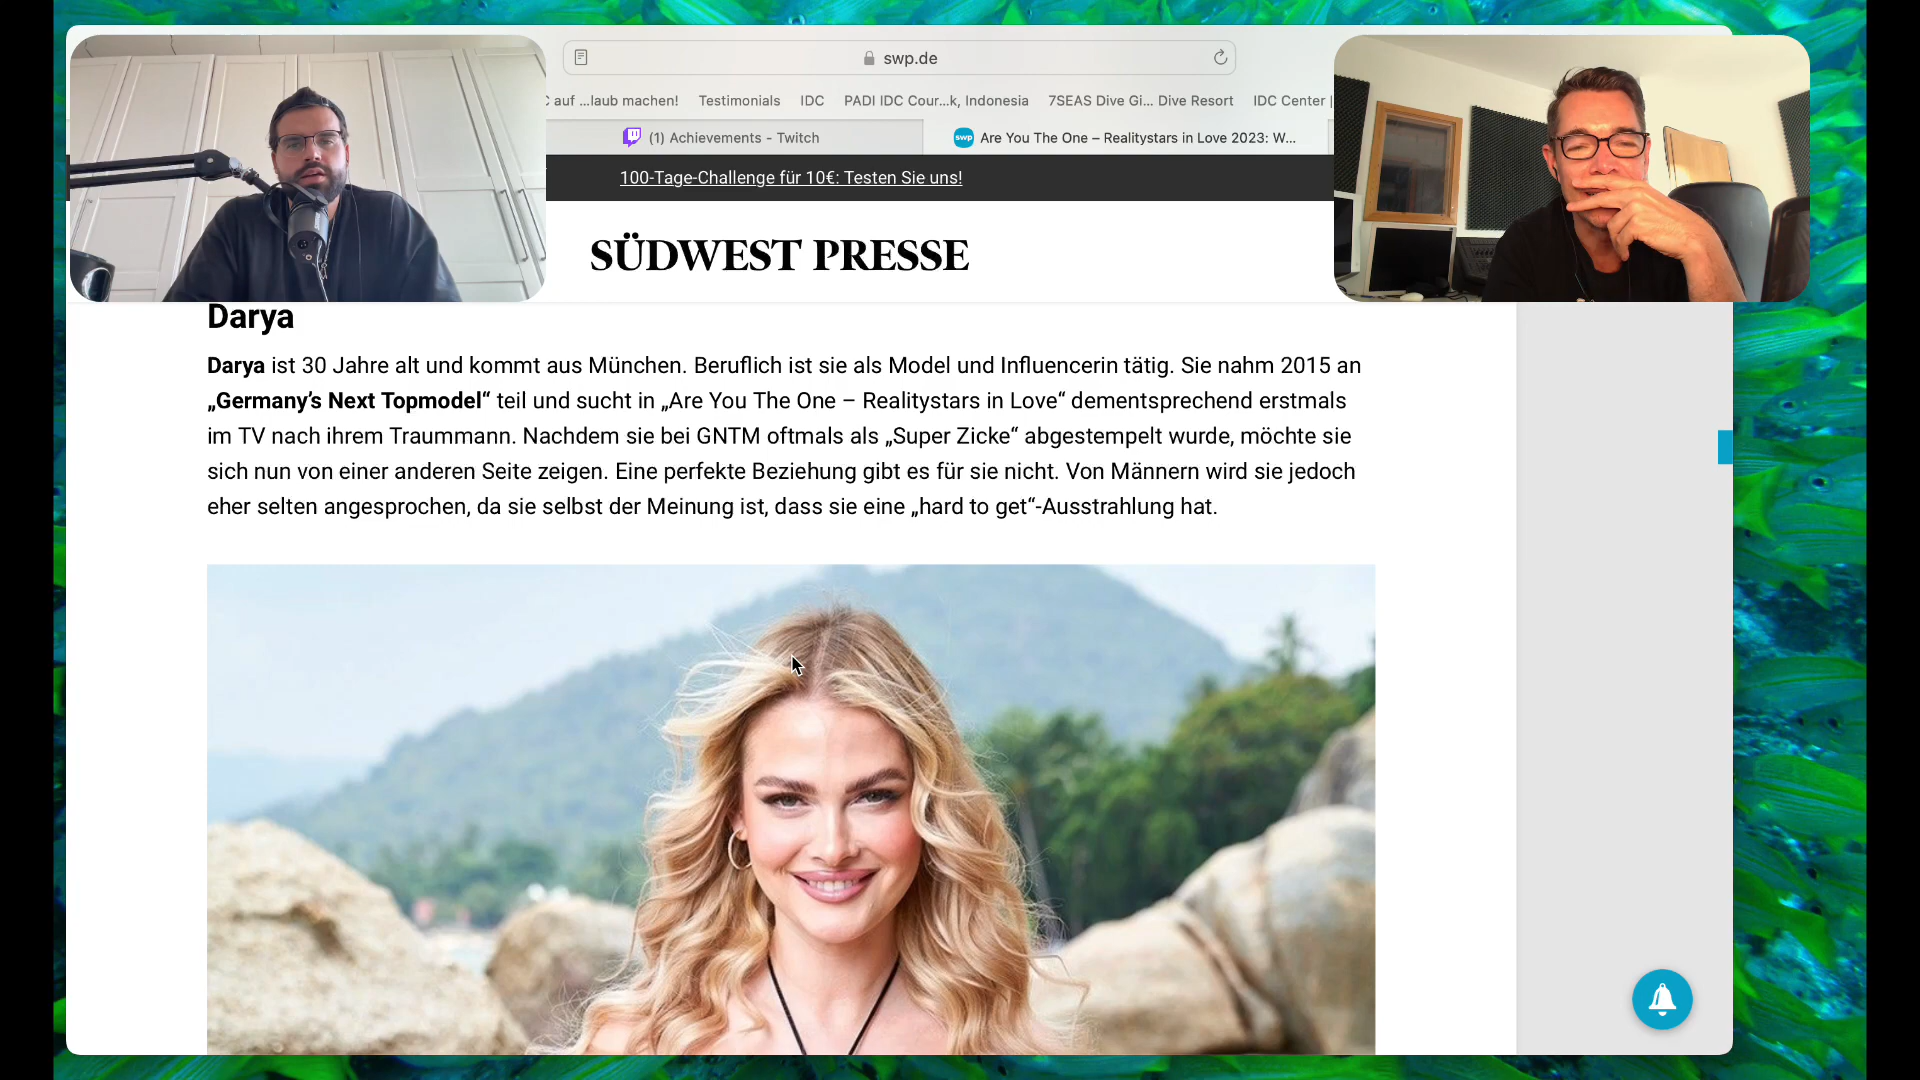 swp.de
C auf ...laub machen! Testimonials IDC PADI IDC Cour...k, Indonesia 7SEAS Dive Gi... Dive Resort IDC Center |
(1) Achievements - Twitch
swp Are You The One – Realitystars in Love 2023: W...
100-Tage-Challenge für 10€: Testen Sie uns!
SÜDWEST PRESSE
Darya
Darya ist 30 Jahre alt und kommt aus München. Beruflich ist sie als Model und Influencerin tätig. Sie nahm 2015 an
„Germany’s Next Topmodel“ teil und sucht in „Are You The One – Realitystars in Love“ dementsprechend erstmals
im TV nach ihrem Traummann. Nachdem sie bei GNTM oftmals als „Super Zicke“ abgestempelt wurde, möchte sie
sich nun von einer anderen Seite zeigen. Eine perfekte Beziehung gibt es für sie nicht. Von Männern wird sie jedoch
eher selten angesprochen, da sie selbst der Meinung ist, dass sie eine „hard to get“-Ausstrahlung hat.